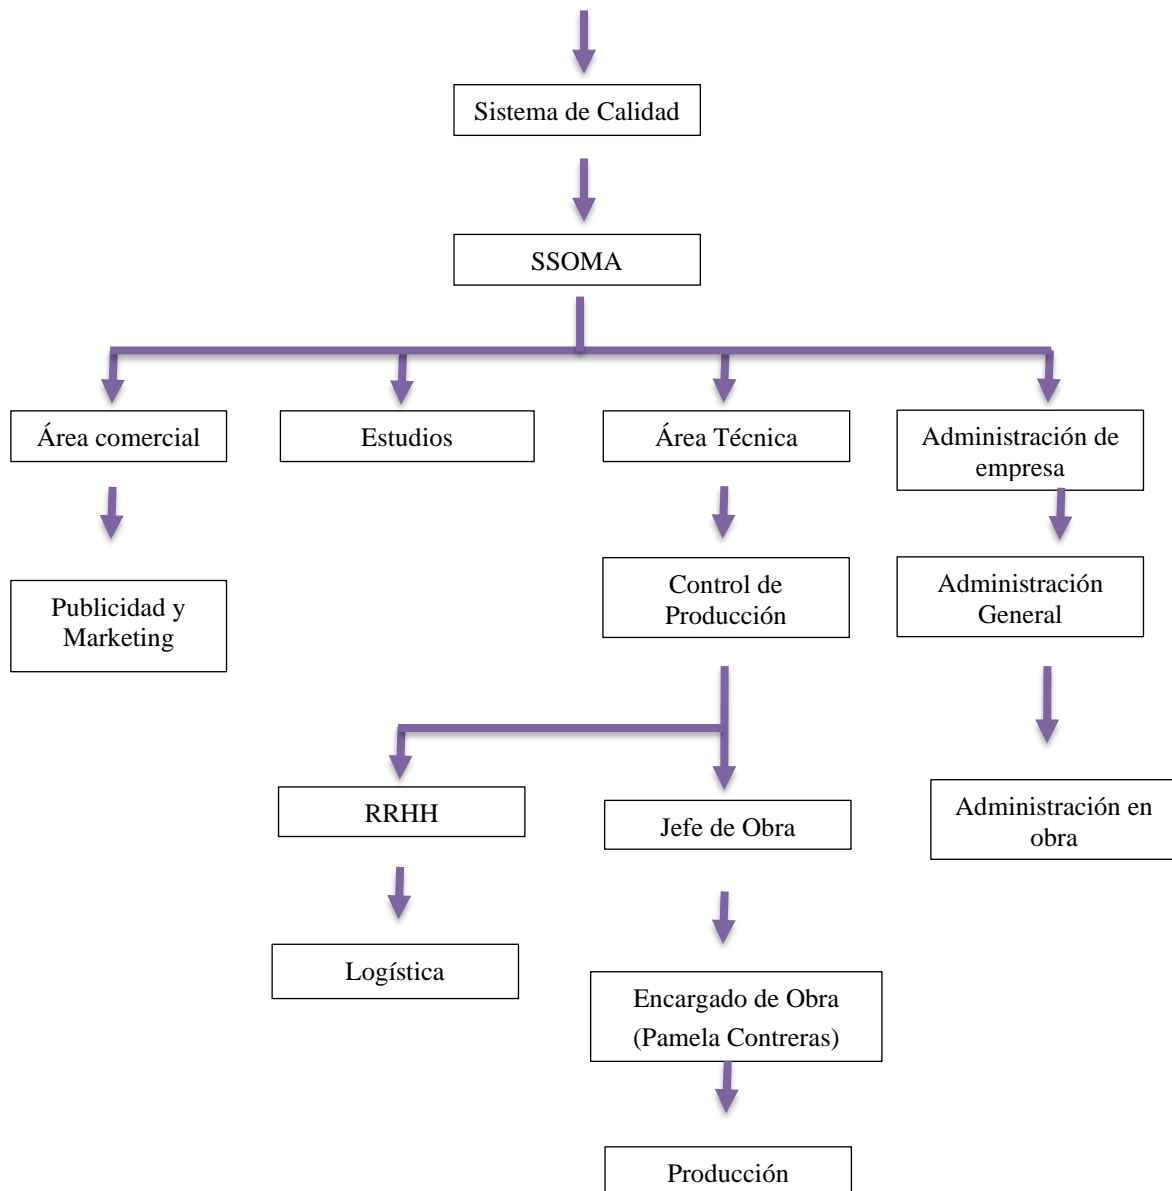 Sistema de Calidad
SSOMA
Área comercial
Estudios
Área Técnica
Administración de
empresa
Publicidad y
Marketing
Control de
Producción
Administración
General
RRHH
Jefe de Obra
Administración en
obra
Logística
Encargado de Obra
(Pamela Contreras)
Producción